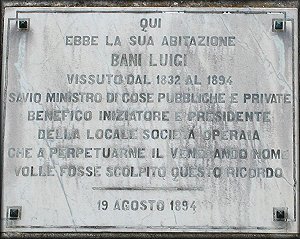 QUI
EBBE LA SUA ABITAZIONE
BANI LUIGI
VISSUTO DAL 1832 AL 1894
SAVIO MINISTRO DI COSE PUBBLICHE E PRIVATE
BENEFICO INIZIATORE E PRESIDENTE
DELLA LOCALE SOCIETÀ OPERAIA
CHE A PERPETUARNE IL VENERANDO NOME
VOLLE FOSSE SCOLPITO QUESTO RICORDO
19 AGOSTO 1894